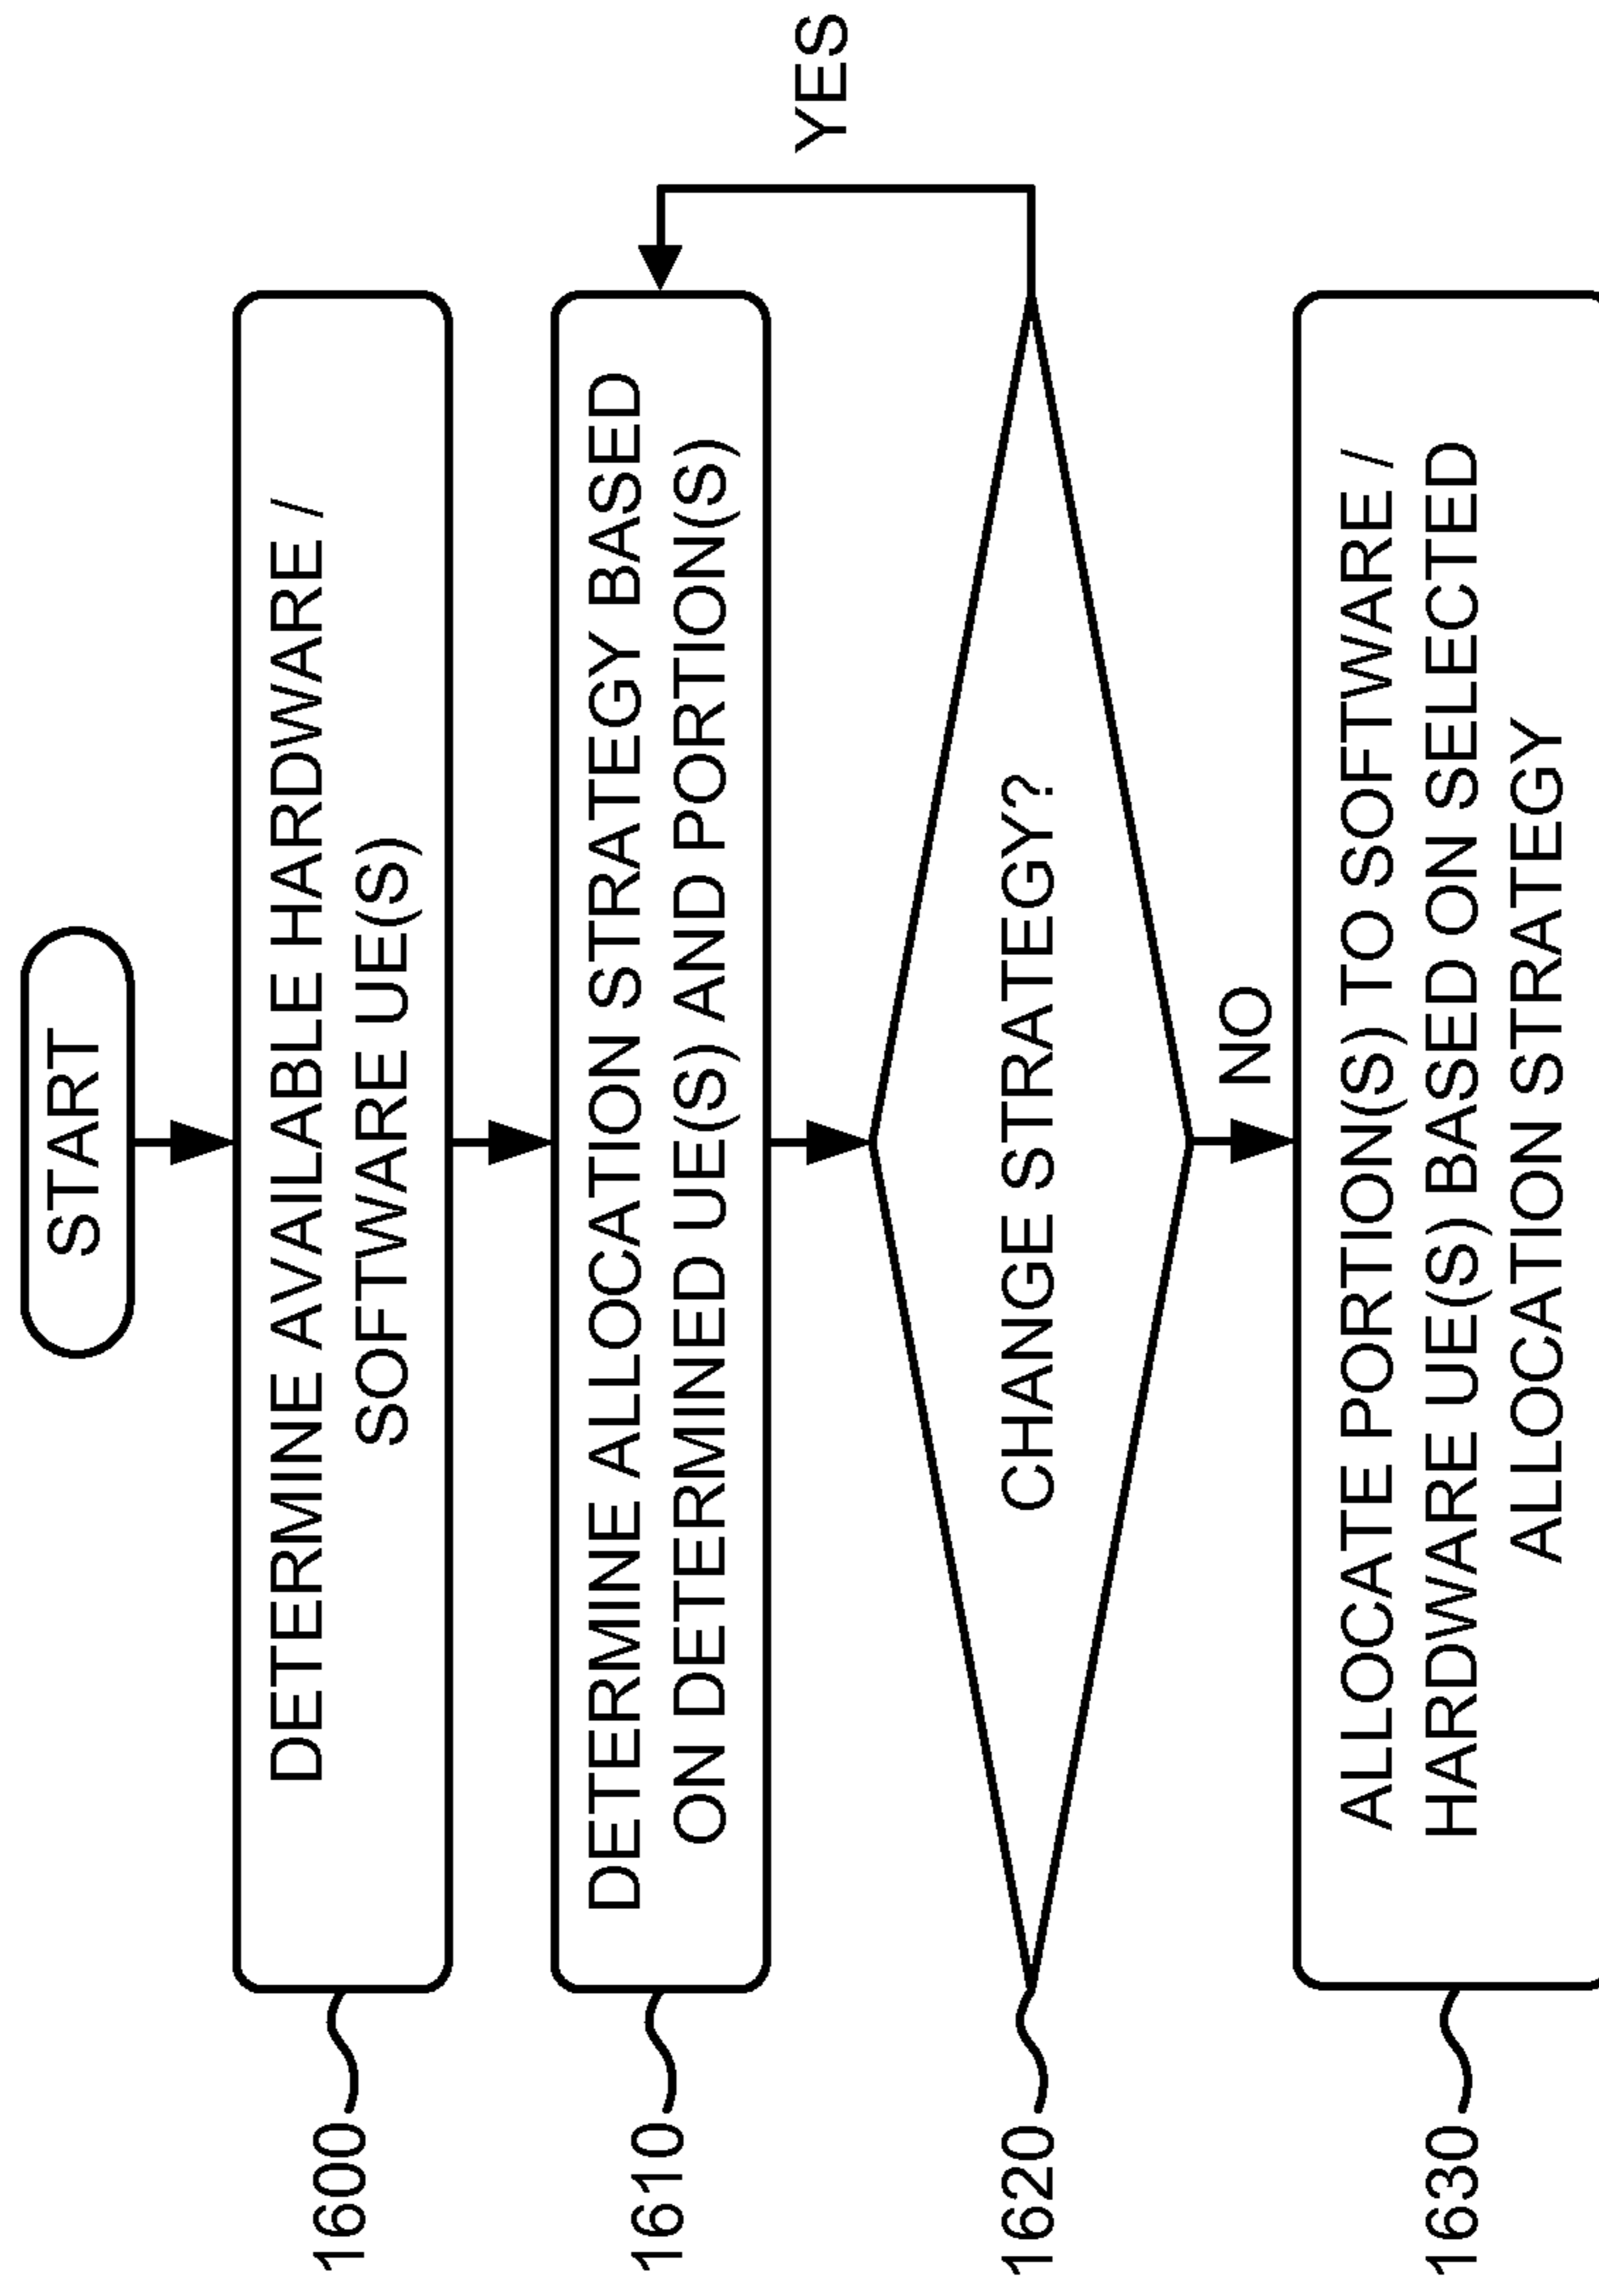 START
1600
DETERMINE AVAILABLE HARDWARE /
SOFTWARE UE(S)
1610
DETERMINE ALLOCATION STRATEGY BASED
ON DETERMINED UE(S) AND PORTION(S)
YES
1620
CHANGE STRATEGY?
NO
1630
ALLOCATE PORTION(S) TO SOFTWARE /
HARDWARE UE(S) BASED ON SELECTED
ALLOCATION STRATEGY